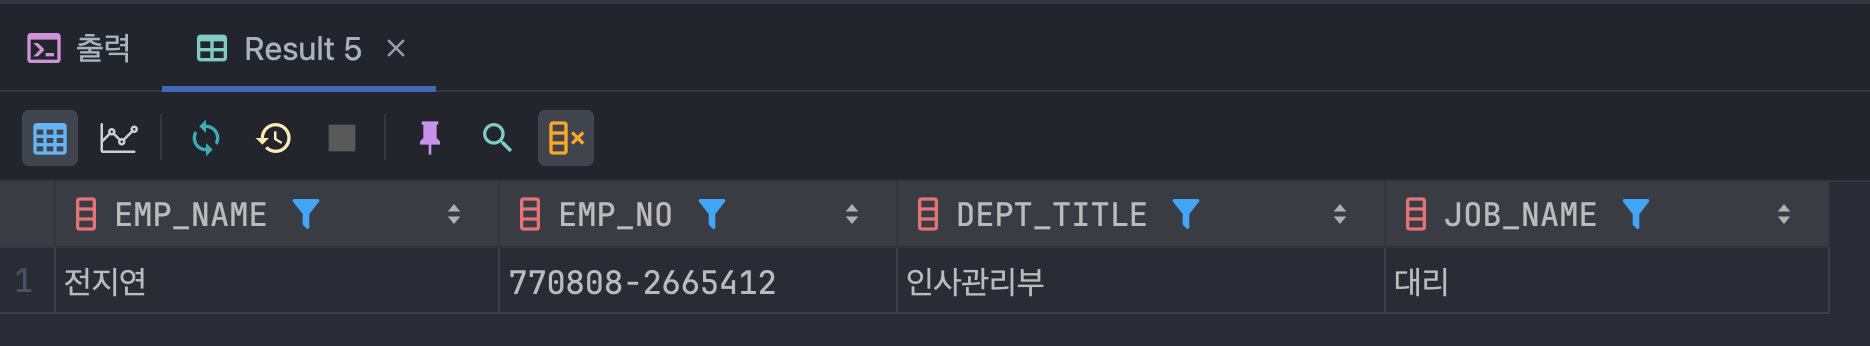 출력 Result 5
EMP_NAME EMP_NO DEPT_TITLE JOB_NAME
1 전지연 770808-2665412 인사관리부 대리